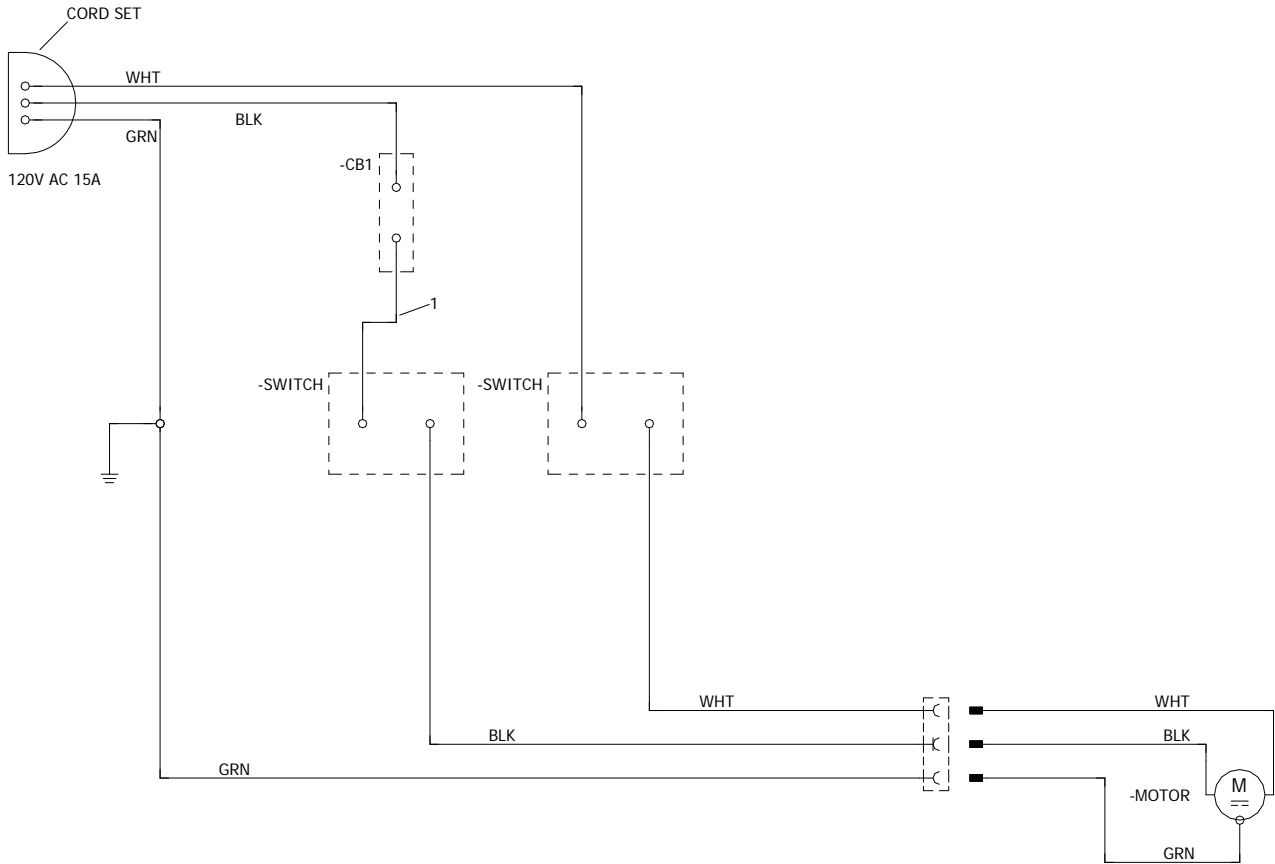 CORD SET
WHT
BLK
GRN
120V AC 15A
-CB1
1
-SWITCH
-SWITCH
WHT
WHT
BLK
BLK
GRN
M
-MOTOR
GRN